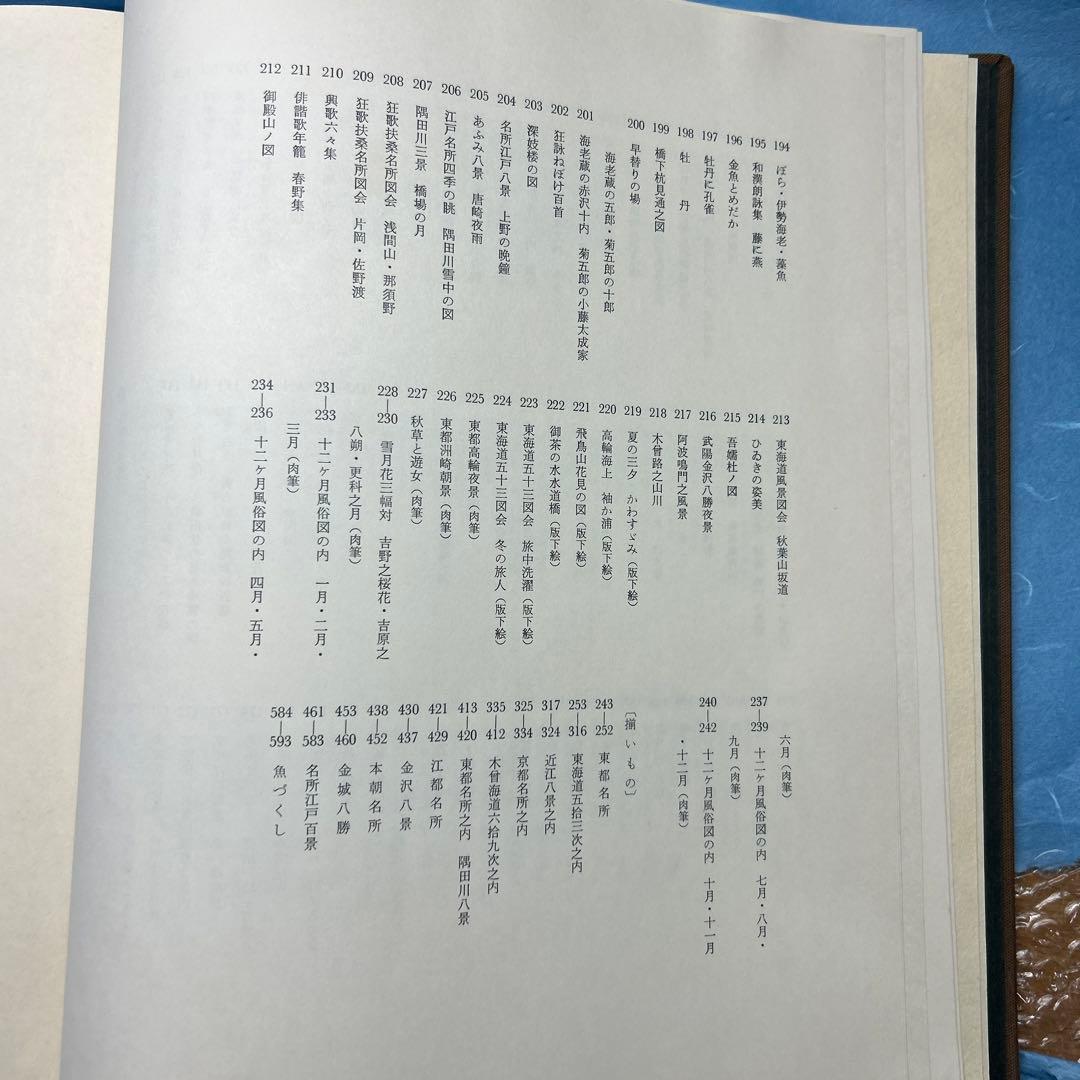 194 ぼら・伊勢海老・藻魚
195 和漢朗詠集 藤に燕
196 金魚とめだか
197 牡丹に孔雀
198 牡丹
199 橋下杭見通之図
200 早替りの場
海老蔵の五郎・菊五郎の十郎
201 海老蔵の赤沢十内 菊五郎の小藤太成家
202 狂詠ねぼけ百首
203 深妓楼の図
204 名所江戸八景 上野の晩鐘
205 あふみ八景 唐崎夜雨
206 江戸名所四季の眺 隅田川雪中の図
207 隅田川三景 橋場の月
208 狂歌扶桑名所図会 浅間山・那須野
209 狂歌扶桑名所図会 片岡・佐野渡
210 興歌六々集
211 俳諧歌年籠 春野集
212 御殿山ノ図
213 東海道風景図会 秋葉山坂道
214 ひゐきの姿美
215 吾嬬杜ノ図
216 武陽金沢八勝夜景
217 阿波鳴門之風景
218 木曾路之山川
219 夏の三夕 かわすゞみ(版下絵)
220 高輪海上 袖か浦(版下絵)
221 飛鳥山花見の図(版下絵)
222 御茶の水水道橋(版下絵)
223 東海道五十三図会 旅中洗濯(版下絵)
224 東海道五十三図会 冬の旅人(版下絵)
225 東都高輪夜景(肉筆)
226 東都洲崎朝景(肉筆)
227 秋草と遊女(肉筆)
228―230 雪月花三幅対 吉野之桜花・吉原之
八朔・更科之月(肉筆)
231―233 十二ヶ月風俗図の内 一月・二月・
三月(肉筆)
234―236 十二ヶ月風俗図の内 四月・五月・
六月(肉筆)
237―239 十二ヶ月風俗図の内 七月・八月・
九月(肉筆)
240―242 十二ヶ月風俗図の内 十月・十一月
・十二月(肉筆)
〔揃いもの〕
243―252 東都名所
253―316 東海道五拾三次之内
317―324 近江八景之内
325―334 京都名所之内
335―412 木曾海道六拾九次之内
413―420 東都名所之内 隅田川八景
421―429 江都名所
430―437 金沢八景
438―452 本朝名所
453―460 金城八勝
461―583 名所江戸百景
584―593 魚づくし